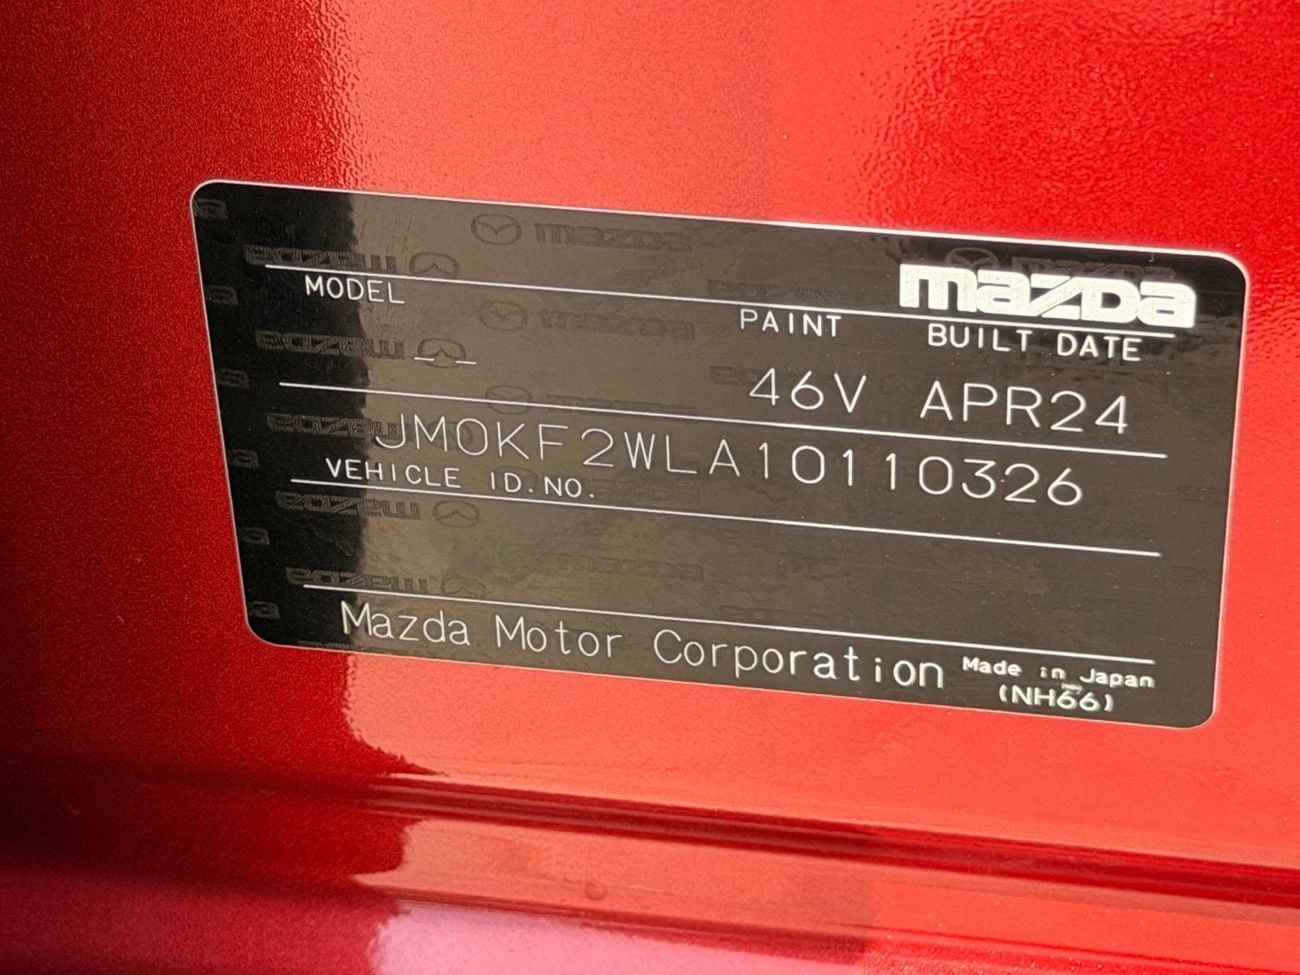 mazda
MODEL PAINT BUILT DATE
– – 46V APR24
JM0KF2WLA10110326
VEHICLE ID.NO.
Mazda Motor Corporation Made in Japan
(NH66)